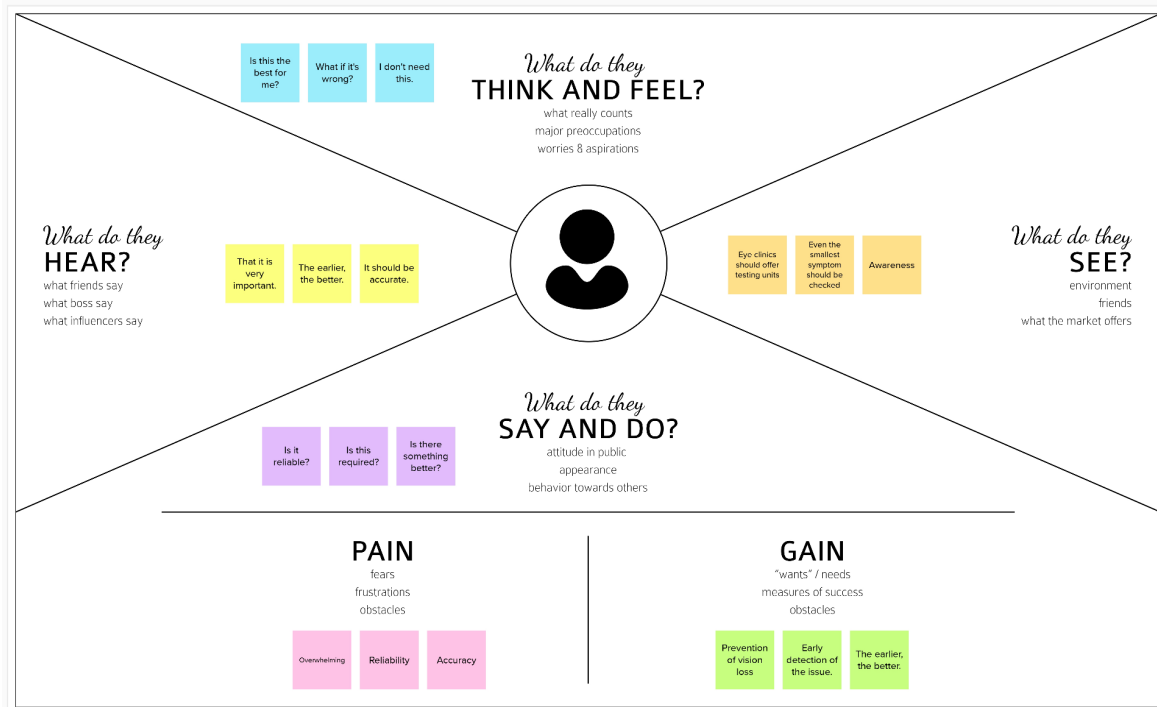 Is this the
best for
me?
What if it's
wrong?
I don't need
this.
What do they
THINK AND FEEL?
what really counts
major preoccupations
worries & aspirations
What do they
HEAR?
what friends say
what boss say
what influencers say
That it is
very
important.
The earlier,
the better.
It should be
accurate.
Eye clinics
should offer
testing units
Even the
smallest
symptom
should be
checked
Awareness
What do they
SEE?
environment
friends
what the market offers
What do they
SAY AND DO?
attitude in public
appearance
behavior towards others
Is it
reliable?
Is this
required?
Is there
something
better?
PAIN
fears
frustrations
obstacles
Overwhelming
Reliability
Accuracy
GAIN
"wants" / needs
measures of success
obstacles
Prevention
of vision
loss
Early
detection of
the issue.
The earlier,
the better.